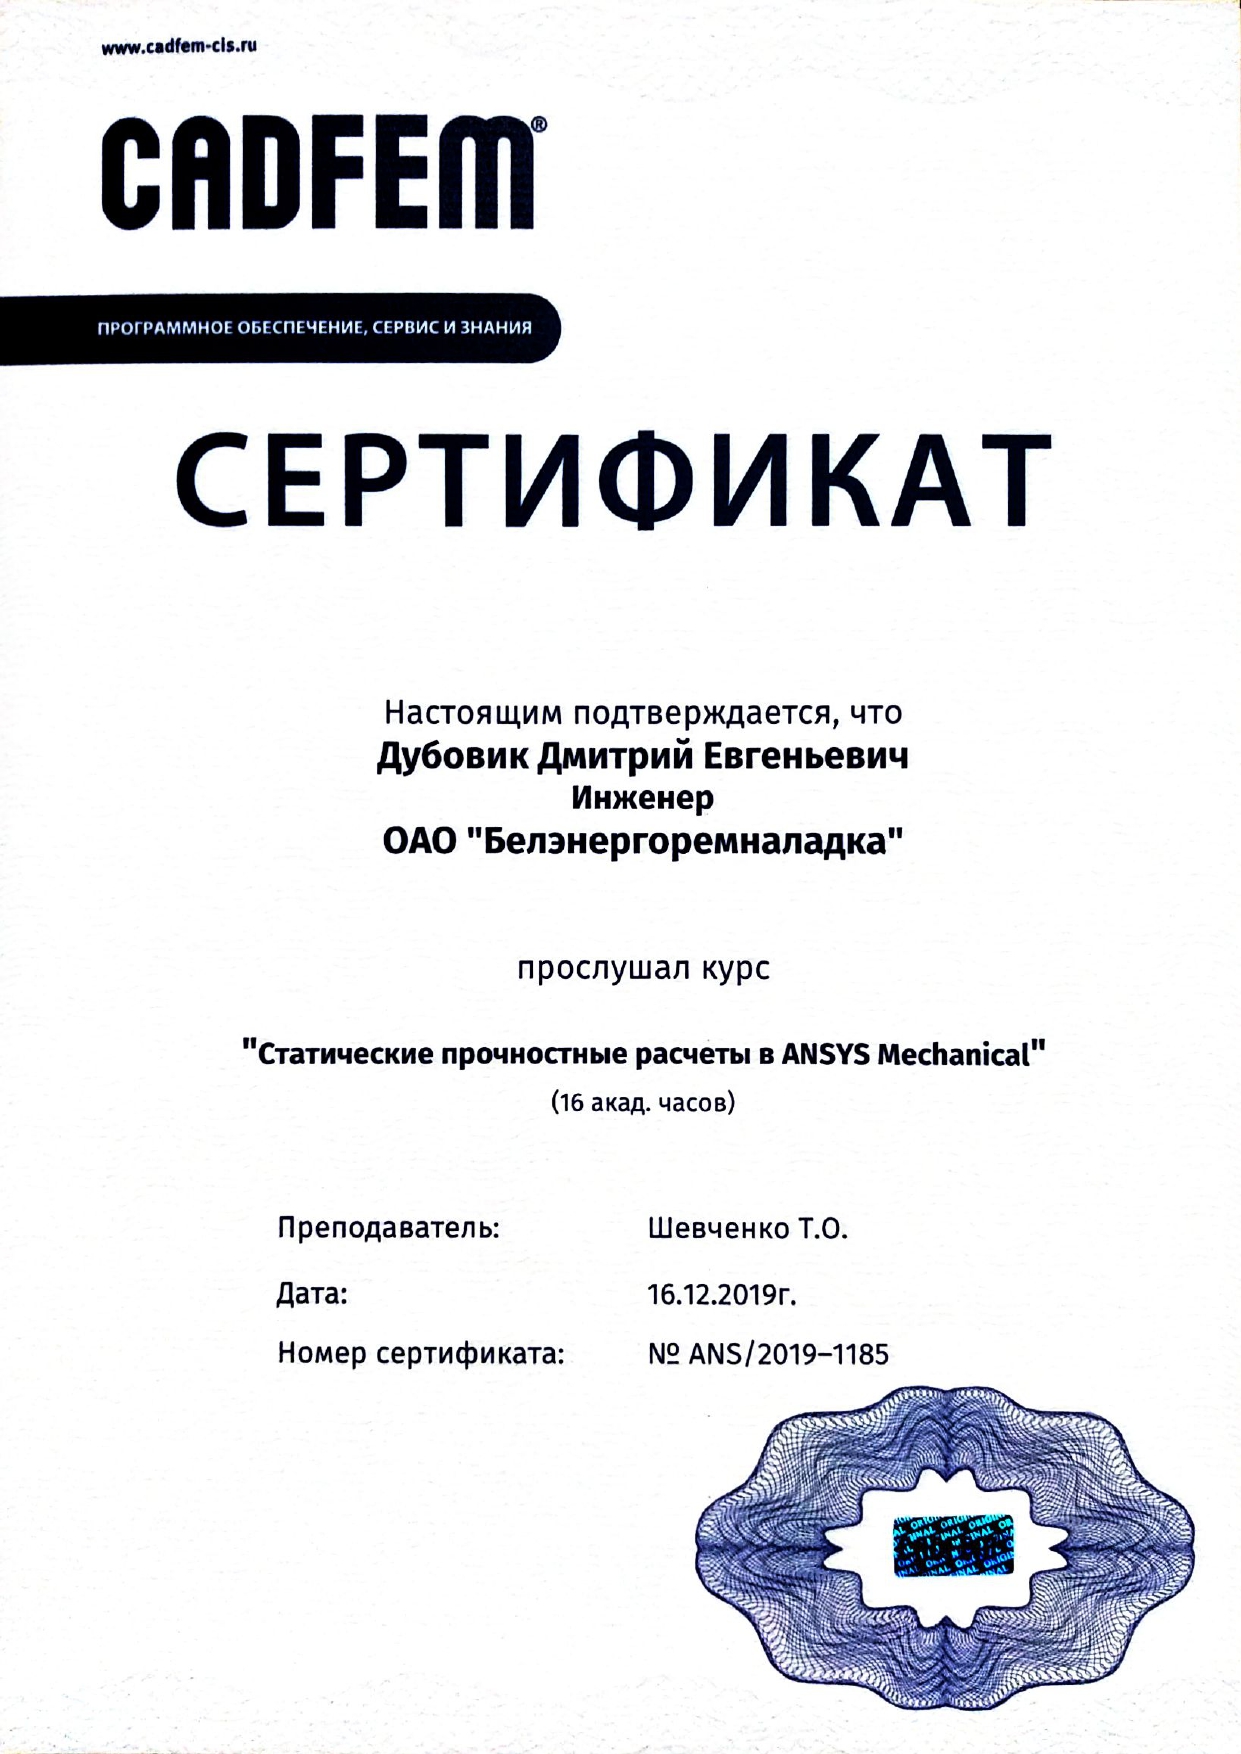 www.cadfem-cis.ru
CADFEM®
ПРОГРАММНОЕ ОБЕСПЕЧЕНИЕ, СЕРВИС И ЗНАНИЯ
СЕРТИФИКАТ
Настоящим подтверждается, что
Дубовик Дмитрий Евгеньевич
Инженер
ОАО "Белэнергоремналадка"
прослушал курс
"Статические прочностные расчеты в ANSYS Mechanical"
(16 акад. часов)
Преподаватель: Шевченко Т.О.
Дата: 16.12.2019г.
Номер сертификата: № ANS/2019–1185